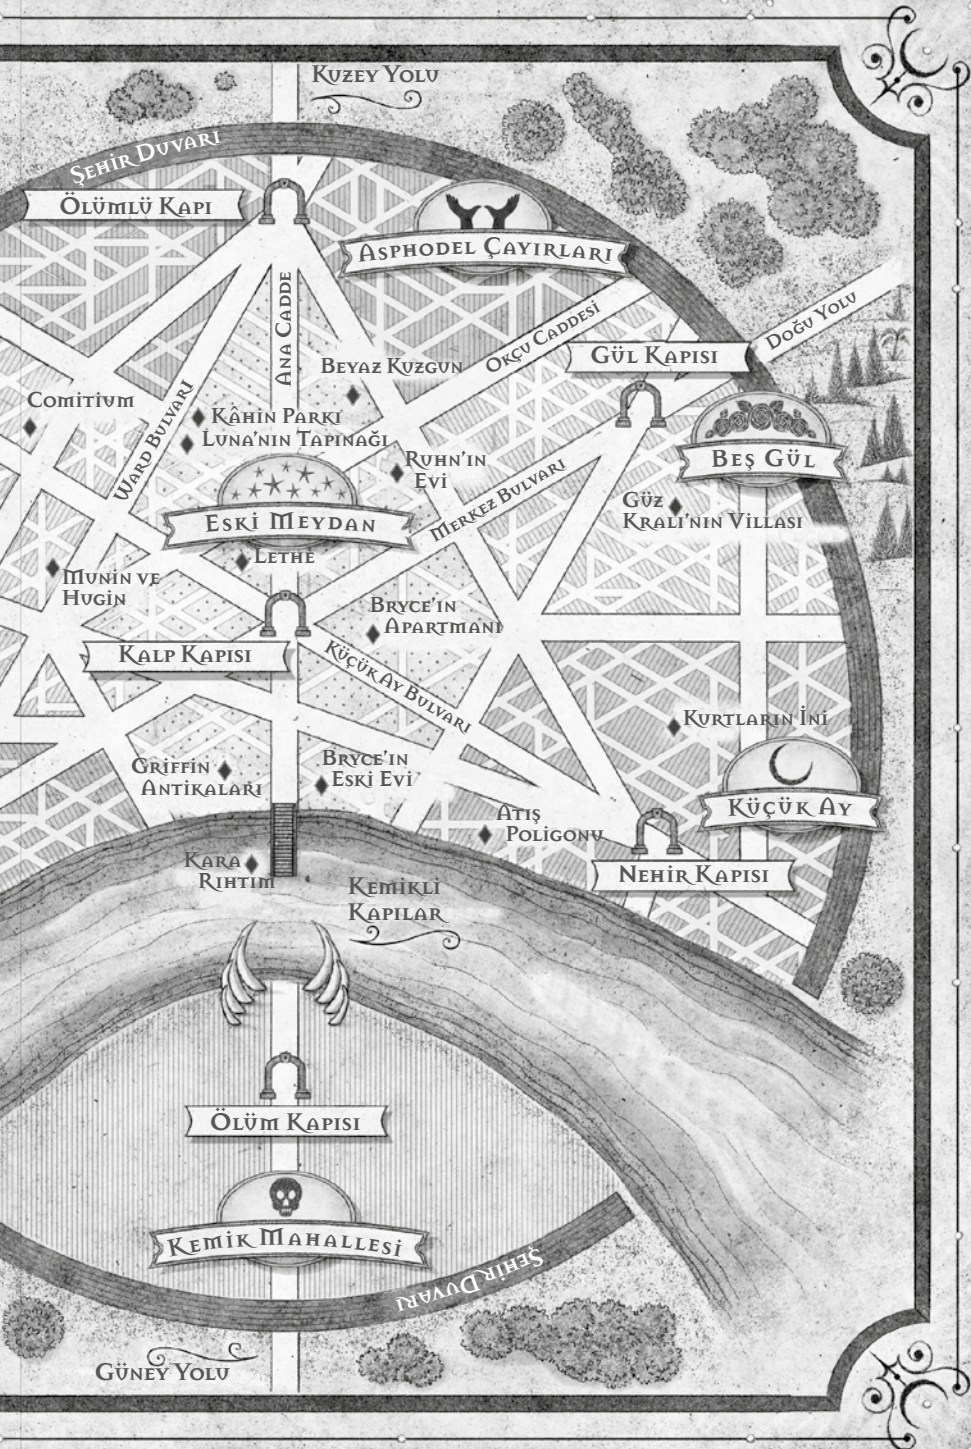 Kuzey Yolu
Şehir Duvarı
Ölümlü Kapı
Asphodel Çayırları
Ana Cadde
Okçu Caddesi
Doğu Yolu
Gül Kapısı
Beyaz Kuzgun
Comitium
Ward Bulvarı
Kâhin Parkı
Luna'nın Tapınağı
Ruhn'in
Evi
Beş Gül
Merkez Bulvarı
Güz
Kralı'nın Villası
Eski Meydan
Lethe
Munin ve
Hugin
Bryce'in
Apartmanı
Kalp Kapısı
Küçük Ay Bulvarı
Kurtların İni
Griffin
Antikaları
Bryce'in
Eski Evi
Küçük Ay
Atış
Poligonu
Nehir Kapısı
Kara
Rıhtım
Kemikli
Kapılar
Ölüm Kapısı
Kemik Mahallesi
Şehir Duvarı
Güney Yolu